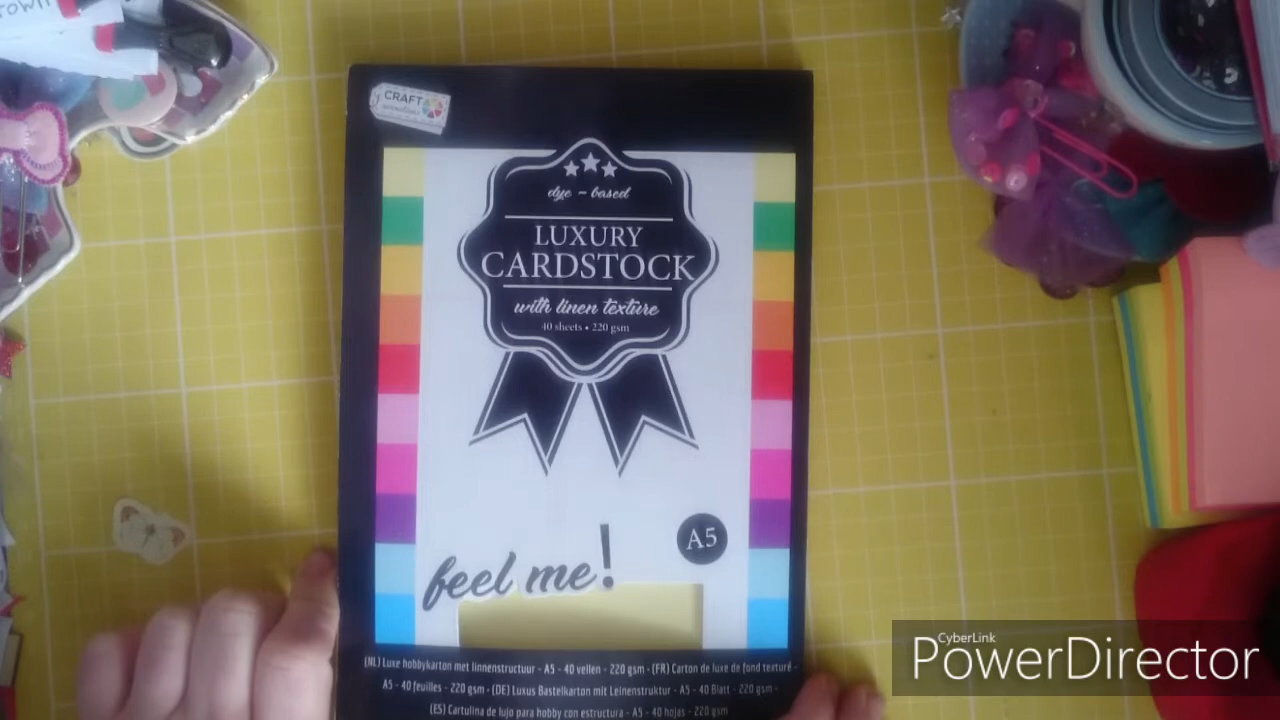 CRAFT
sensations
dye – based
LUXURY
CARDSTOCK
with linen texture
40 sheets • 220 gsm
A5
feel me!
(NL) Luxe hobbykarton met linnenstructuur - A5 - 40 vellen - 220 gsm - (FR) Carton de luxe de fond texturé -
A5 - 40 feuilles - 220 gsm - (DE) Luxus Bastelkarton mit Leinenstruktur - A5 - 40 Blatt - 220 gsm -
(ES) Cartulina de lujo para hobby con estructura - A5 - 40 hojas - 220 gsm
CyberLink
PowerDirector